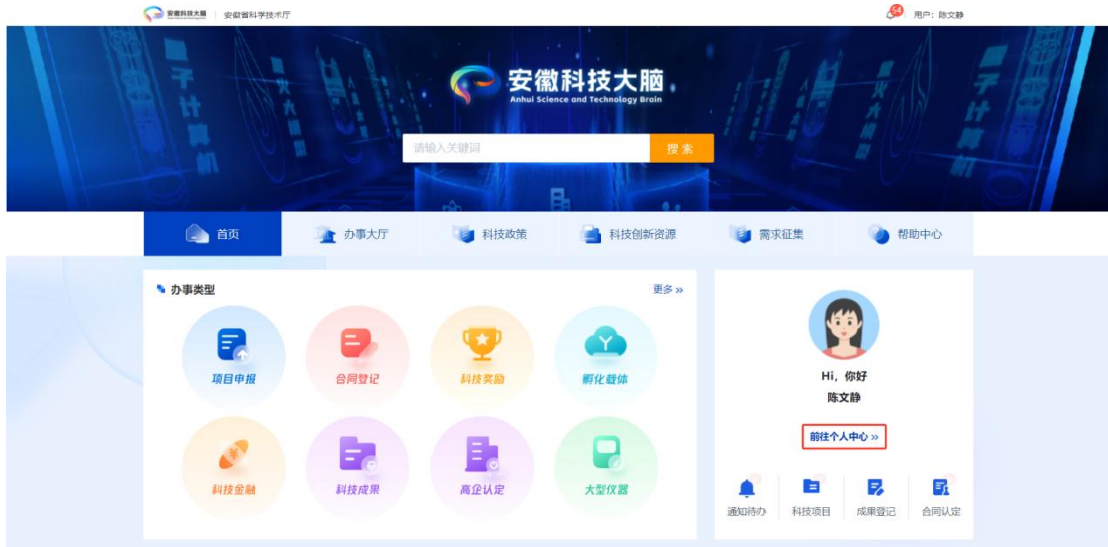 安徽科技大脑 安徽省科学技术厅
54 用户：陈文静
安徽科技大脑
Anhui Science and Technology Brain
请输入关键词 搜索
量子计算机
首页 办事大厅 科技政策 科技创新资源 需求征集 帮助中心
办事类型 更多 »
项目申报 合同登记 科技奖励 孵化载体
科技金融 科技成果 高企认定 大型仪器
Hi，你好
陈文静
前往个人中心 »
通知待办 科技项目 成果登记 合同认定